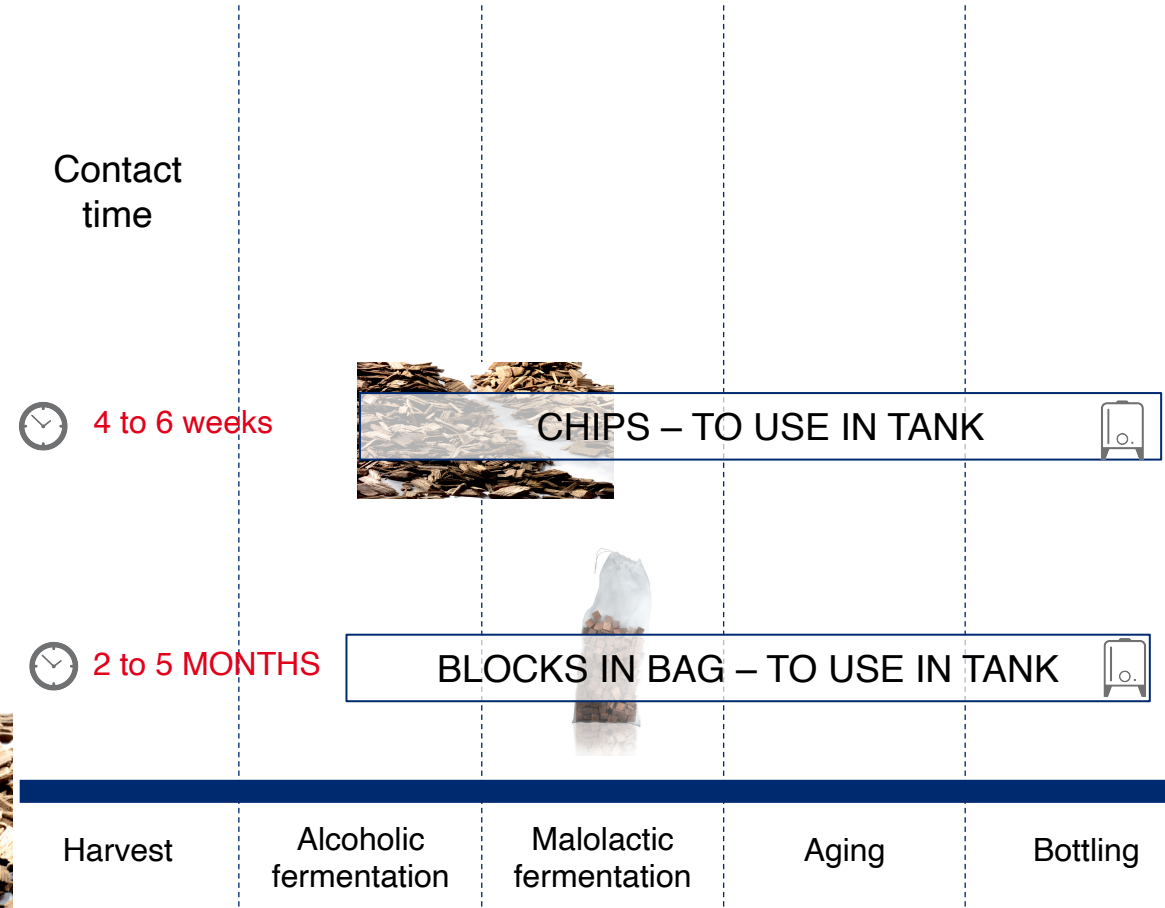 Contact
time
4 to 6 weeks
CHIPS – TO USE IN TANK
2 to 5 MONTHS
BLOCKS IN BAG – TO USE IN TANK
Harvest
Alcoholic
fermentation
Malolactic
fermentation
Aging
Bottling